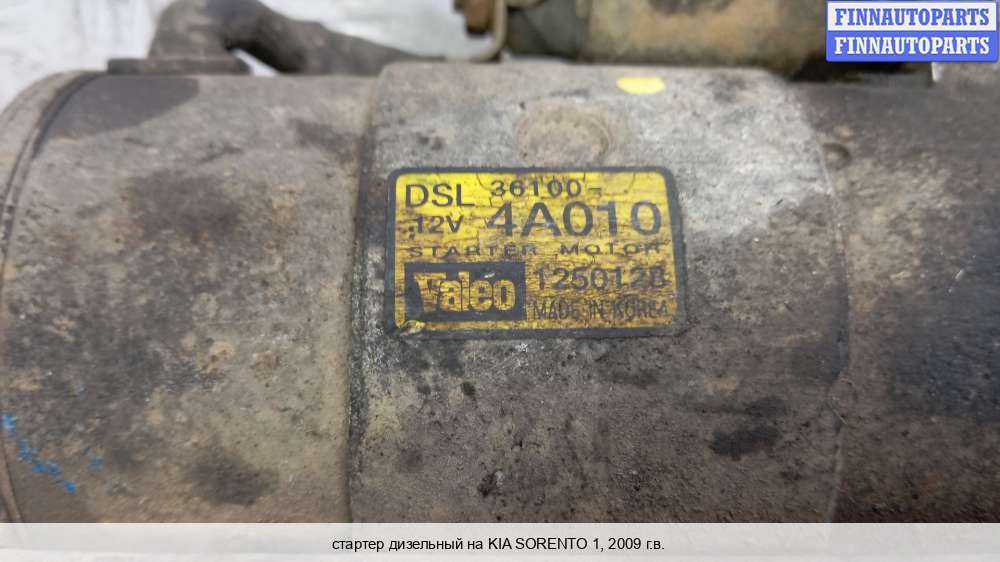 FINNAUTOPARTS
FINNAUTOPARTS
DSL 36100-
12V 4A010
STARTER MOTOR
Valeo 1250128
MADE IN KOREA
стартер дизельный на KIA SORENTO 1, 2009 г.в.